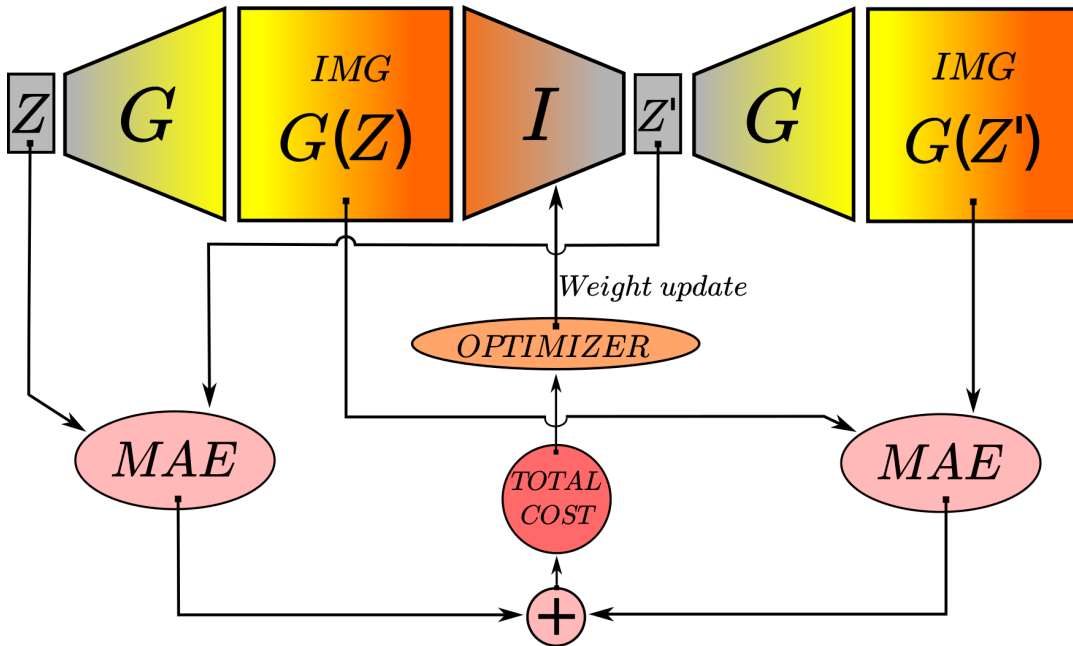 Z
G
IMG
G(Z)
I
Z'
G
IMG
G(Z')
Weight update
OPTIMIZER
MAE
TOTAL
COST
MAE
+